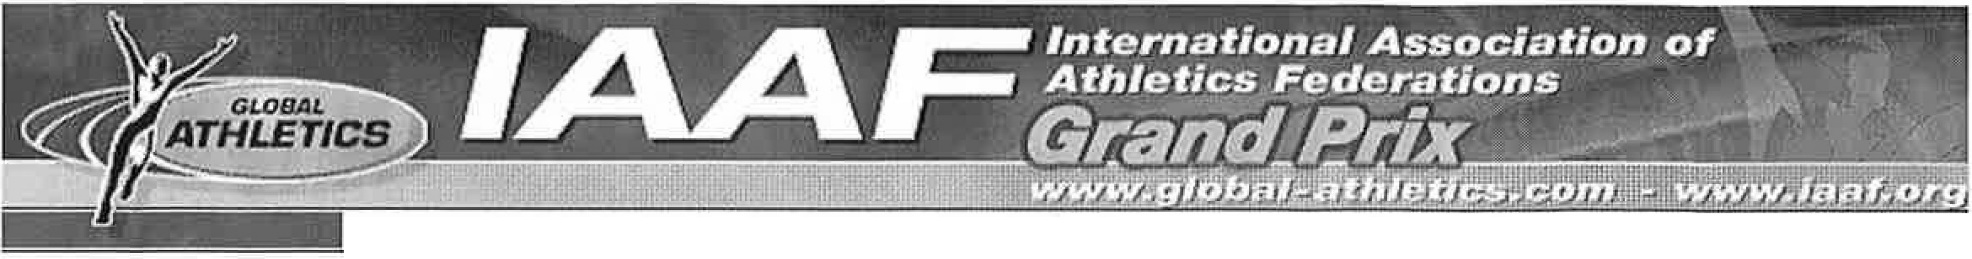 GLOBAL
ATHLETICS
IAAF
International Association of
Athletics Federations
Grand Prix
www.global-athletics.com - www.iaaf.org